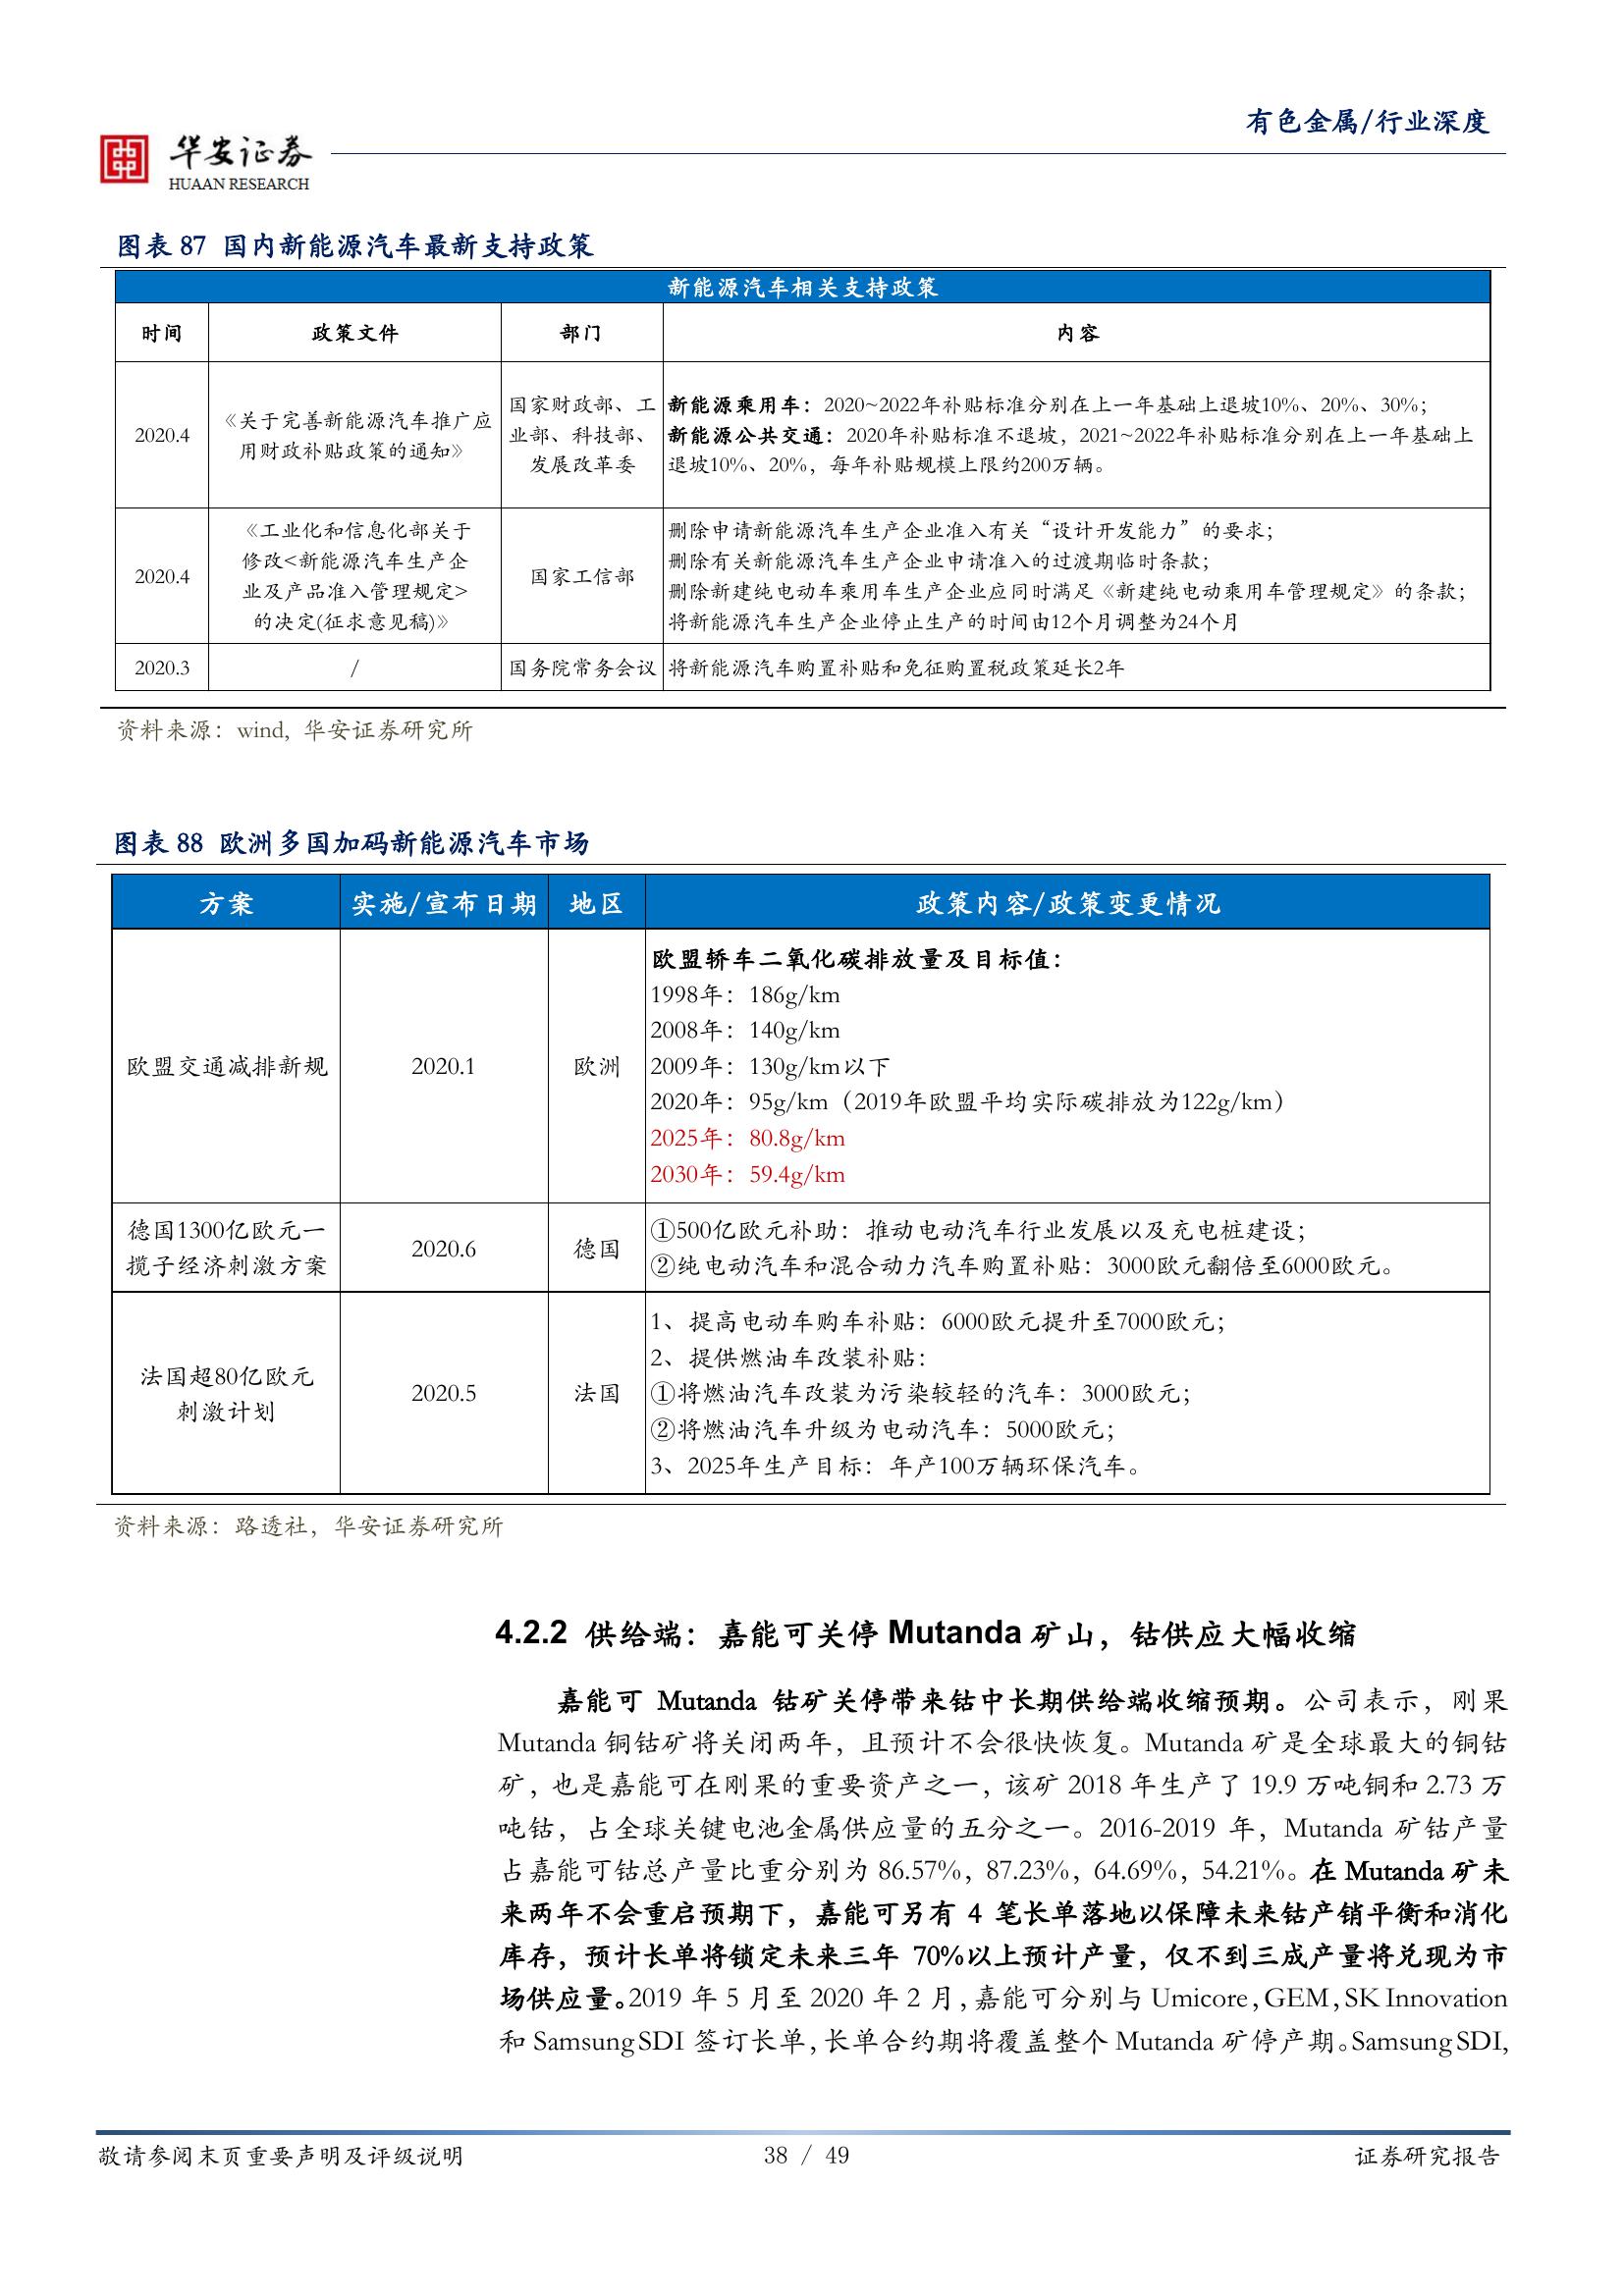 有色金属/行业深度
华安证券
HUAAN RESEARCH
图表 87 国内新能源汽车最新支持政策
新能源汽车相关支持政策
时间 政策文件 部门 内容
2020.4
《关于完善新能源汽车推广应
用财政补贴政策的通知》
国家财政部、工
业部、科技部、
发展改革委
新能源乘用车：2020~2022年补贴标准分别在上一年基础上退坡10%、20%、30%；
新能源公共交通：2020年补贴标准不退坡，2021~2022年补贴标准分别在上一年基础上
退坡10%、20%，每年补贴规模上限约200万辆。
2020.4
《工业化和信息化部关于
修改<新能源汽车生产企
业及产品准入管理规定>
的决定(征求意见稿)》
国家工信部
删除申请新能源汽车生产企业准入有关“设计开发能力”的要求；
删除有关新能源汽车生产企业申请准入的过渡期临时条款；
删除新建纯电动车乘用车生产企业应同时满足《新建纯电动乘用车管理规定》的条款；
将新能源汽车生产企业停止生产的时间由12个月调整为24个月
2020.3 / 国务院常务会议 将新能源汽车购置补贴和免征购置税政策延长2年
资料来源：wind, 华安证券研究所
图表 88 欧洲多国加码新能源汽车市场
方案 实施/宣布日期 地区 政策内容/政策变更情况
欧盟交通减排新规 2020.1 欧洲
欧盟轿车二氧化碳排放量及目标值：
1998年：186g/km
2008年：140g/km
2009年：130g/km以下
2020年：95g/km（2019年欧盟平均实际碳排放为122g/km）
2025年：80.8g/km
2030年：59.4g/km
德国1300亿欧元一
揽子经济刺激方案
2020.6 德国
①500亿欧元补助：推动电动汽车行业发展以及充电桩建设；
②纯电动汽车和混合动力汽车购置补贴：3000欧元翻倍至6000欧元。
法国超80亿欧元
刺激计划
2020.5 法国
1、提高电动车购车补贴：6000欧元提升至7000欧元；
2、提供燃油车改装补贴：
①将燃油汽车改装为污染较轻的汽车：3000欧元；
②将燃油汽车升级为电动汽车：5000欧元；
3、2025年生产目标：年产100万辆环保汽车。
资料来源：路透社，华安证券研究所
4.2.2 供给端：嘉能可关停 Mutanda 矿山，钴供应大幅收缩
嘉能可 Mutanda 钴矿关停带来钴中长期供给端收缩预期。公司表示，刚果
Mutanda 铜钴矿将关闭两年，且预计不会很快恢复。Mutanda 矿是全球最大的铜钴
矿，也是嘉能可在刚果的重要资产之一，该矿 2018 年生产了 19.9 万吨铜和 2.73 万
吨钴，占全球关键电池金属供应量的五分之一。2016-2019 年，Mutanda 矿钴产量
占嘉能可钴总产量比重分别为 86.57%，87.23%，64.69%，54.21%。在 Mutanda 矿未
来两年不会重启预期下，嘉能可另有 4 笔长单落地以保障未来钴产销平衡和消化
库存，预计长单将锁定未来三年 70%以上预计产量，仅不到三成产量将兑现为市
场供应量。2019 年 5 月至 2020 年 2 月，嘉能可分别与 Umicore，GEM，SK Innovation
和 Samsung SDI 签订长单，长单合约期将覆盖整个 Mutanda 矿停产期。Samsung SDI，
敬请参阅末页重要声明及评级说明
38 / 49
证券研究报告